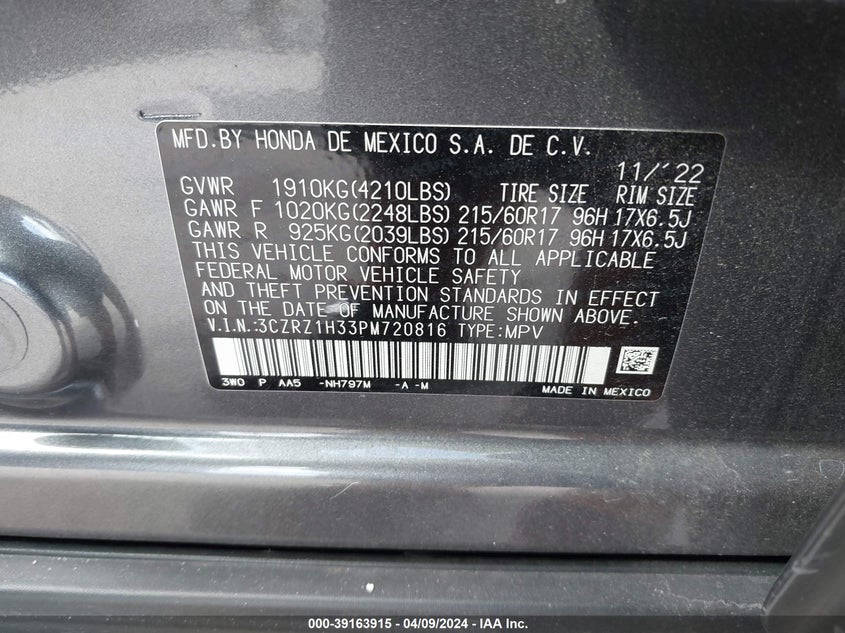 MFD.BY HONDA DE MEXICO S.A. DE C.V.
11/'22
GVWR 1910KG(4210LBS) TIRE SIZE RIM SIZE
GAWR F 1020KG(2248LBS) 215/60R17 96H 17X6.5J
GAWR R 925KG(2039LBS) 215/60R17 96H 17X6.5J
THIS VEHICLE CONFORMS TO ALL APPLICABLE
FEDERAL MOTOR VEHICLE SAFETY
AND THEFT PREVENTION STANDARDS IN EFFECT
ON THE DATE OF MANUFACTURE SHOWN ABOVE.
V.I.N.:3CZRZ1H33PM720816 TYPE:MPV
3W0 P AA5 -NH797M -A -M MADE IN MEXICO
000-39163915 - 04/09/2024 - IAA Inc.